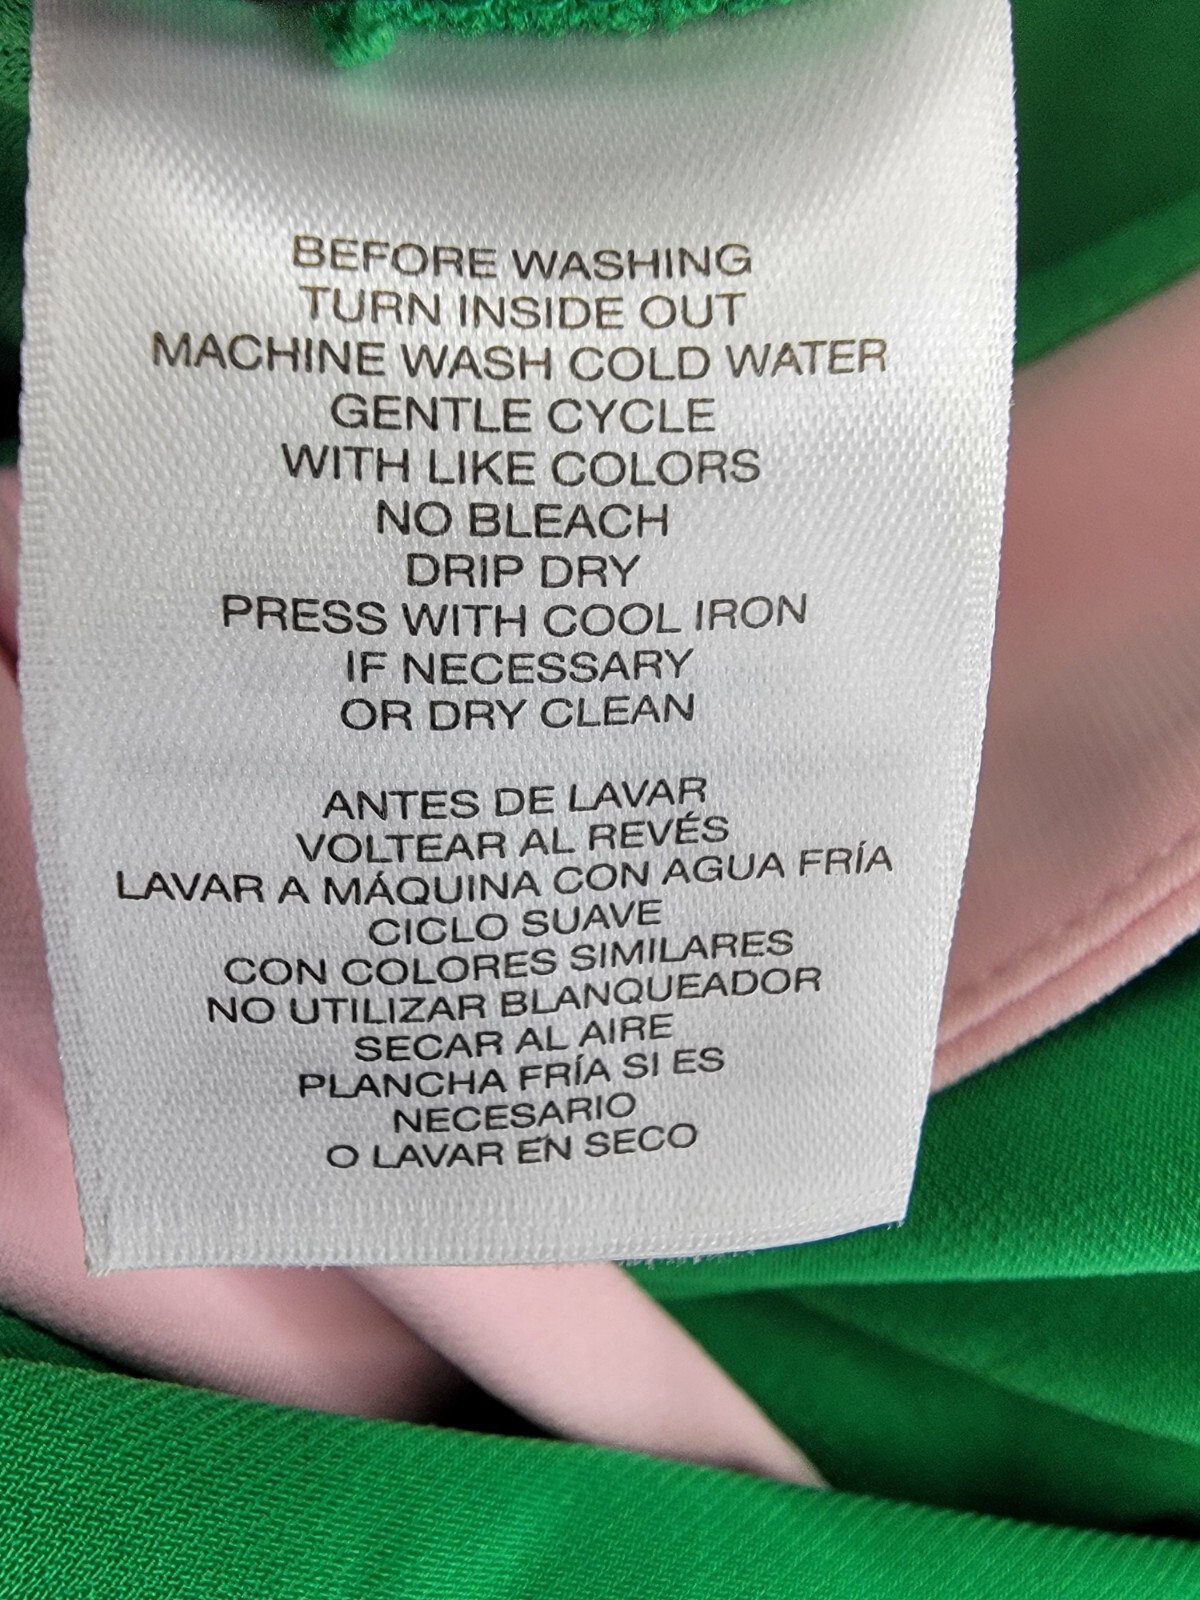 BEFORE WASHING
TURN INSIDE OUT
MACHINE WASH COLD WATER
GENTLE CYCLE
WITH LIKE COLORS
NO BLEACH
DRIP DRY
PRESS WITH COOL IRON
IF NECESSARY
OR DRY CLEAN
ANTES DE LAVAR
VOLTEAR AL REVÉS
LAVAR A MÁQUINA CON AGUA FRÍA
CICLO SUAVE
CON COLORES SIMILARES
NO UTILIZAR BLANQUEADOR
SECAR AL AIRE
PLANCHA FRÍA SI ES
NECESARIO
O LAVAR EN SECO